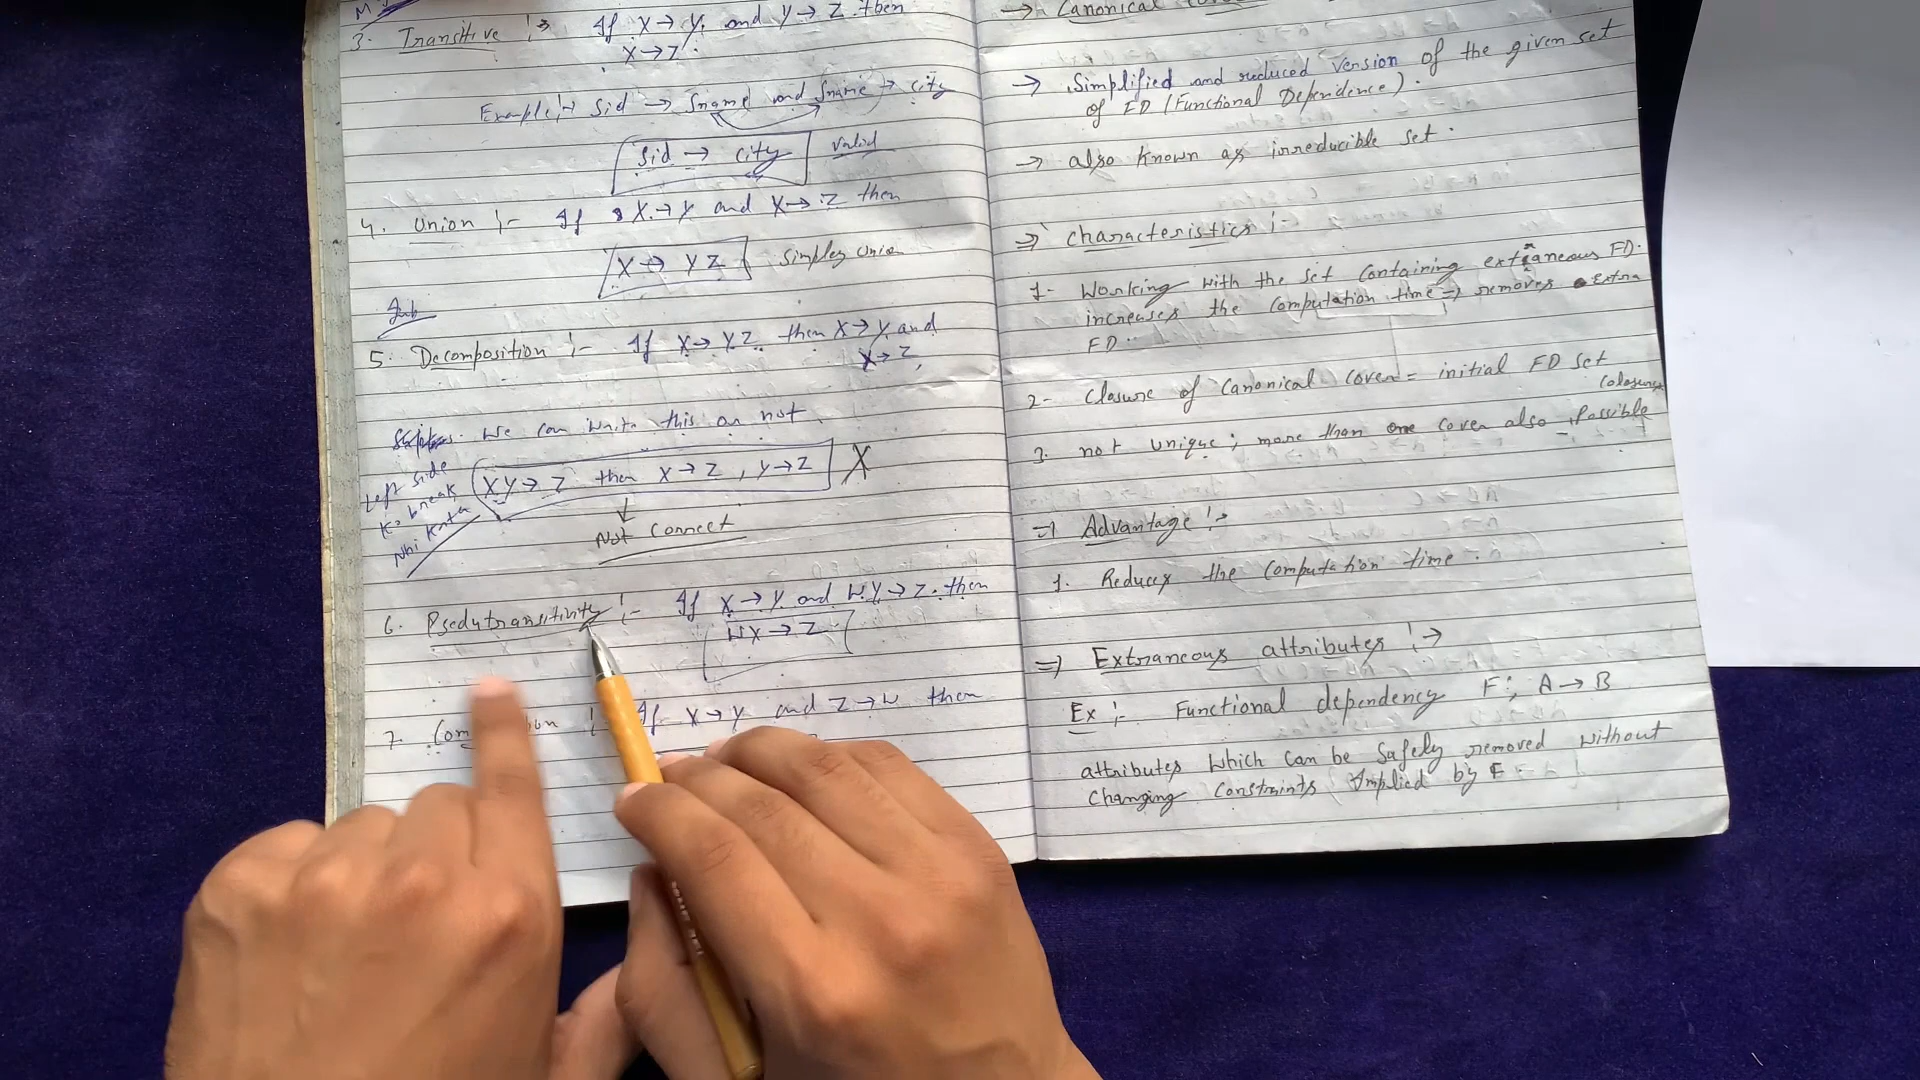 3. Transitive :→ If X→Y, and Y→Z then
X→Z.
Example :→ Sid → Sname and Sname → city
Sid → city valid
4. Union :- If X→Y and X→Z then
X→ YZ simpley Union
5. Decomposition :- If X→ YZ then X→Y and
X→Z,
We can write this or not
Left side
Ko break
Nhi Krta
XY→ Z then X→Z, Y→Z X
↓
Not Connect
6. Psedutransitivity :- If X→Y and WY→Z. then
WX→Z
7. If X→Y and Z→W then
→ Canonical
→ Simplified and reduced version of the given set
of FD (Functional Dependence).
→ also known as irreducible set.
⇒ Characteristics :-
1- Working with the set containing extraneous FD.
increases the computation time ⇒ removes extra
FD..
2- Closure of Canonical Cover = initial FD set
3. not unique; more than one cover also Possible
⇒ Advantage :→
1. Reduces the computation time.
⇒ Extraneous attributes :→
Ex :- Functional dependency F: A→B
attributes which can be Safely removed without
Changing Constraints Implied by F